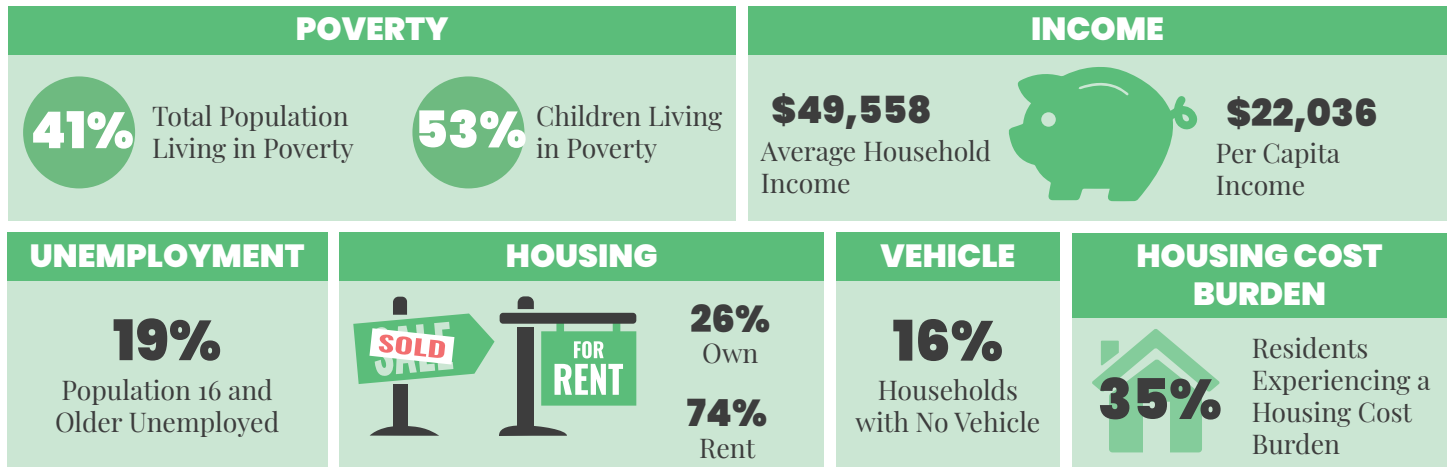 POVERTY
41%
Total Population
Living in Poverty
53%
Children Living
in Poverty
INCOME
$49,558
Average Household
Income
$22,036
Per Capita
Income
UNEMPLOYMENT
19%
Population 16 and
Older Unemployed
HOUSING
SALE
SOLD
FOR
RENT
26%
Own
74%
Rent
VEHICLE
16%
Households
with No Vehicle
HOUSING COST
BURDEN
35%
Residents
Experiencing a
Housing Cost
Burden